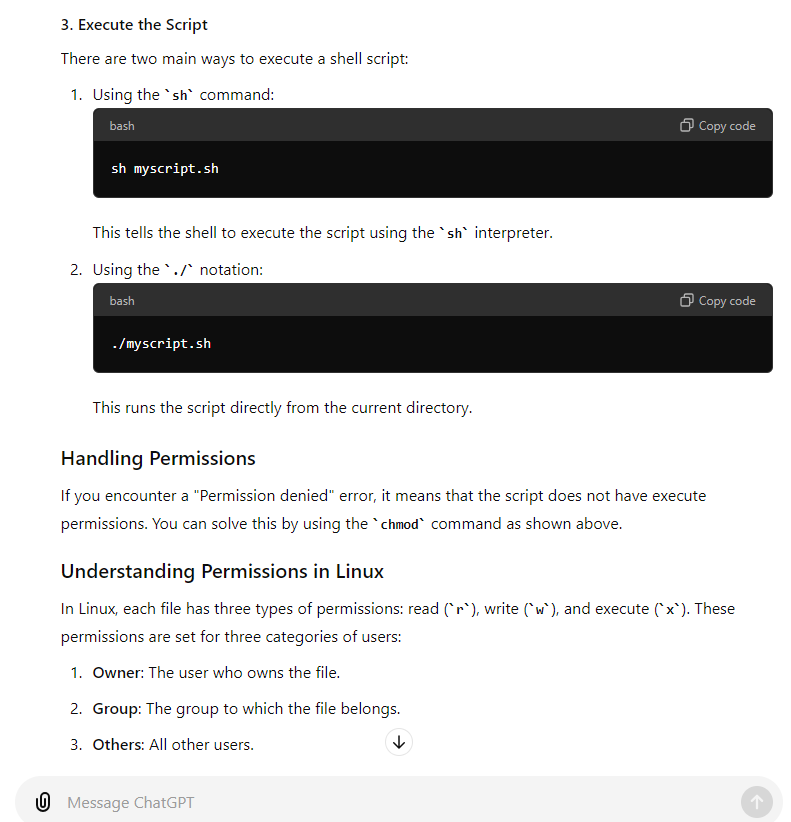 3. Execute the Script
There are two main ways to execute a shell script:
1. Using the `sh` command:
bash
Copy code
sh myscript.sh
This tells the shell to execute the script using the `sh` interpreter.
2. Using the `./` notation:
bash
Copy code
./myscript.sh
This runs the script directly from the current directory.
Handling Permissions
If you encounter a "Permission denied" error, it means that the script does not have execute
permissions. You can solve this by using the `chmod` command as shown above.
Understanding Permissions in Linux
In Linux, each file has three types of permissions: read (`r`), write (`w`), and execute (`x`). These
permissions are set for three categories of users:
1. Owner: The user who owns the file.
2. Group: The group to which the file belongs.
3. Others: All other users.
Message ChatGPT